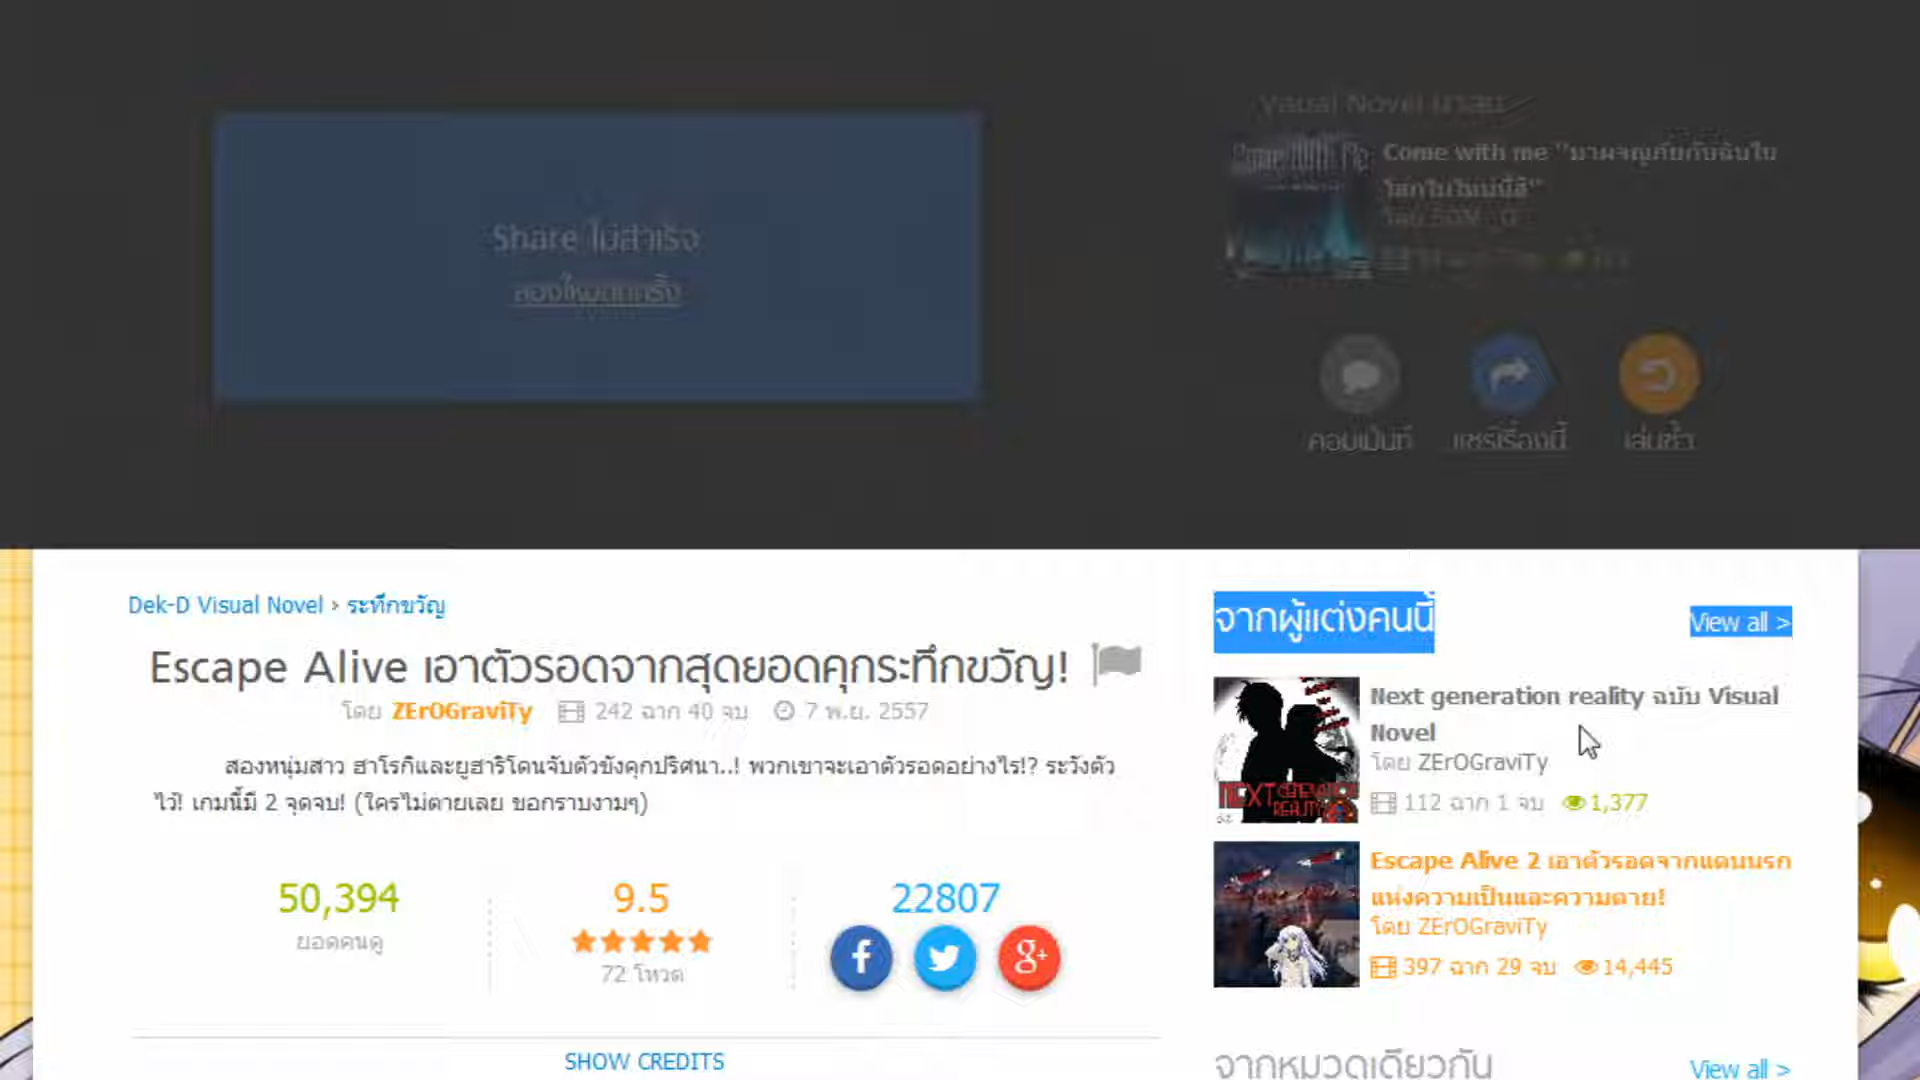 Visual Novel น่าสน
Come with me "มาผจญภัยกับฉันใน
โลกใบใหม่นี้สิ"
Share ไม่สำเร็จ
ลองใหม่อีกครั้ง
คอมเม้นท์
แชร์เรื่องนี้
เล่นซ้ำ
Dek-D Visual Novel › ระทึกขวัญ
Escape Alive เอาตัวรอดจากสุดยอดคุกระทึกขวัญ!
โดย ZErOGraviTy 242 ฉาก 40 จบ 7 พ.ย. 2557
สองหนุ่มสาว ฮาโรกิและยูฮาริโดนจับตัวขังคุกปริศนา..! พวกเขาจะเอาตัวรอดอย่างไร!? ระวังตัว
ไว้! เกมนี้มี 2 จุดจบ! (ใครไม่ตายเลย ขอกราบงามๆ)
50,394
ยอดคนดู
9.5
72 โหวต
22807
SHOW CREDITS
จากผู้แต่งคนนี้
View all >
Next generation reality ฉบับ Visual
Novel
โดย ZErOGraviTy
112 ฉาก 1 จบ 1,377
NEXT GENERATION
REALITY
Escape Alive 2 เอาตัวรอดจากแดนนรก
แห่งความเป็นและความตาย!
โดย ZErOGraviTy
397 ฉาก 29 จบ 14,445
จากหมวดเดียวกัน
View all >